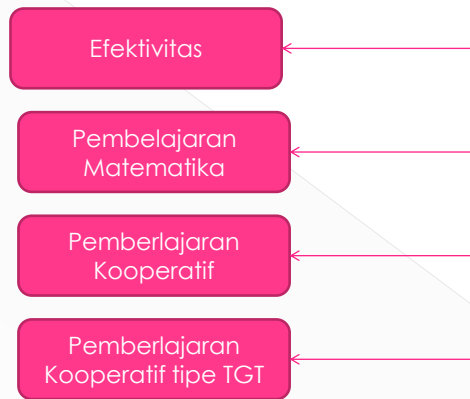 Efektivitas
Pembelajaran
Matematika
Pemberlajaran
Kooperatif
Pemberlajaran
Kooperatif tipe TGT